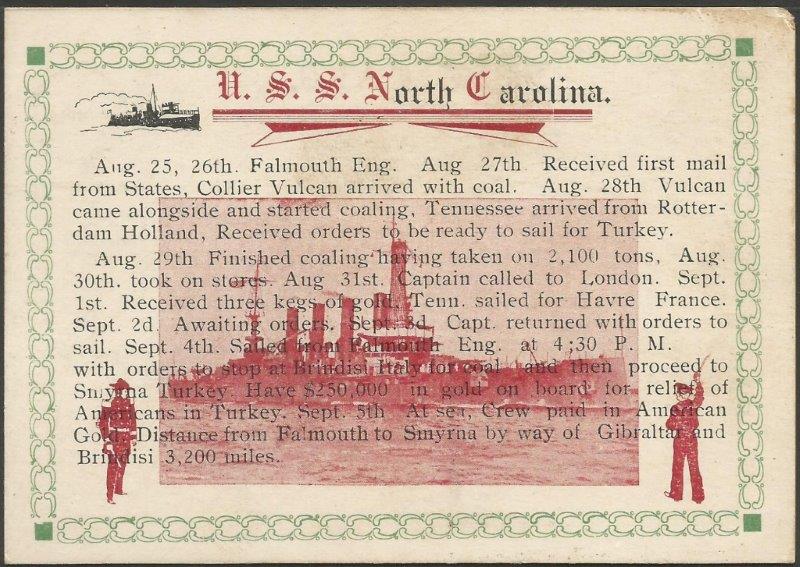 U. S. S. North Carolina.
Aug. 25, 26th. Falmouth Eng. Aug 27th Received first mail
from States, Collier Vulcan arrived with coal. Aug. 28th Vulcan
came alongside and started coaling, Tennessee arrived from Rotter-
dam Holland, Received orders to be ready to sail for Turkey.
Aug. 29th Finished coaling having taken on 2,100 tons, Aug.
30th. took on stores. Aug 31st. Captain called to London. Sept.
1st. Received three kegs of gold. Tenn. sailed for Havre France.
Sept. 2d. Awaiting orders. Sept. 3d. Capt. returned with orders to
sail. Sept. 4th. Sailed from Falmouth Eng. at 4:30 P. M.
with orders to stop at Brindisi Italy for coal and then proceed to
Smyrna Turkey. Have $250,000 in gold on board for relief of
Americans in Turkey. Sept. 5th At sea, Crew paid in American
Gold. Distance from Falmouth to Smyrna by way of Gibraltar and
Brindisi 3,200 miles.